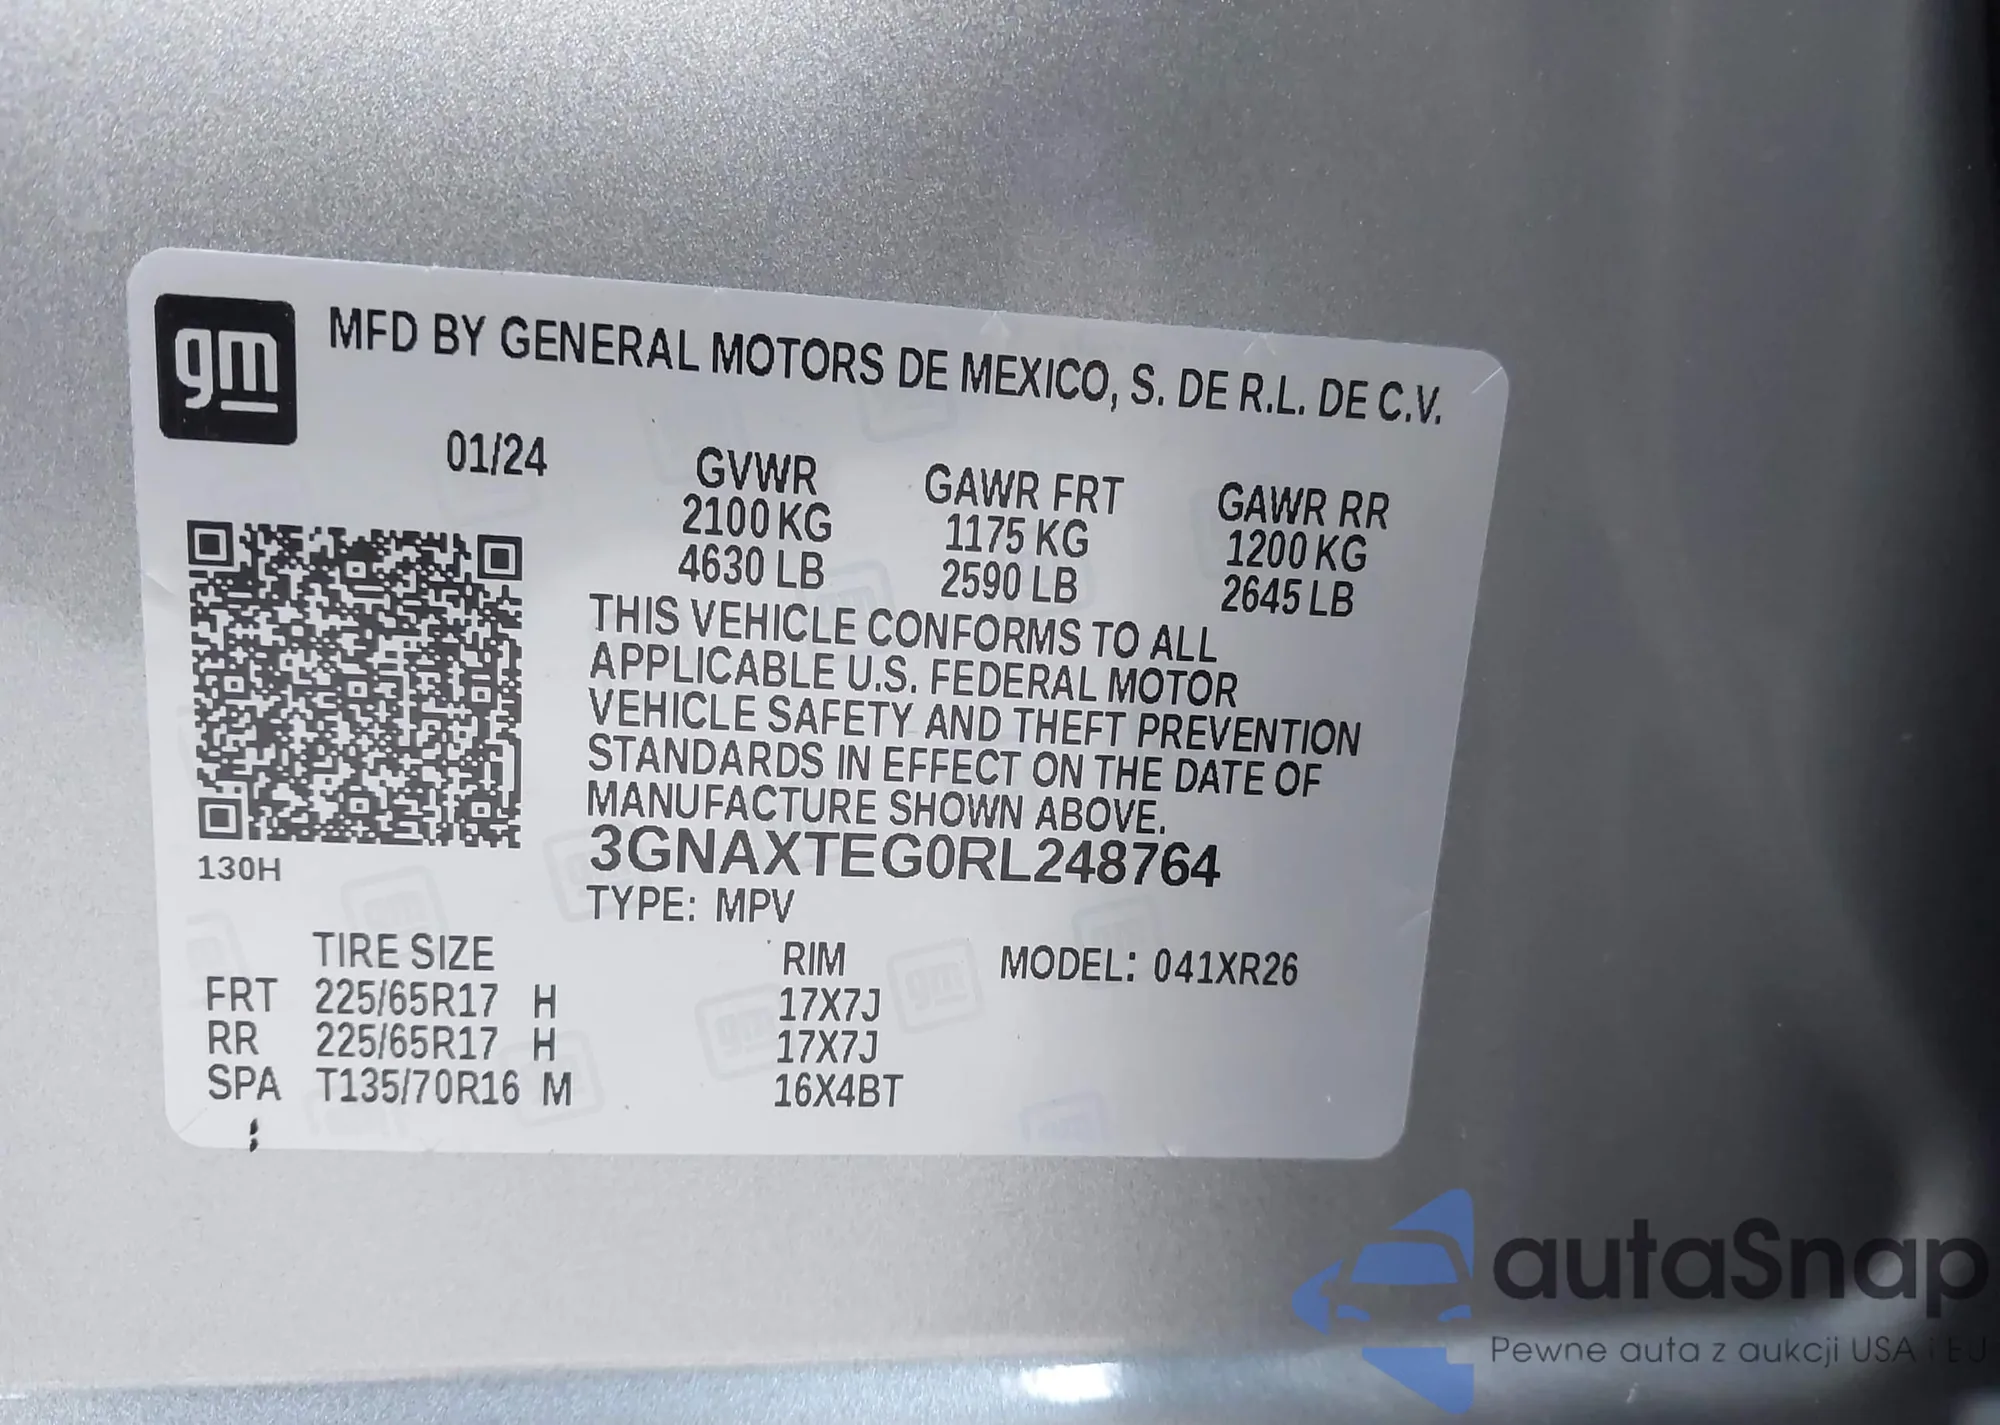 gm
MFD BY GENERAL MOTORS DE MEXICO, S. DE R.L. DE C.V.
01/24
GVWR GAWR FRT GAWR RR
2100 KG 1175 KG 1200 KG
4630 LB 2590 LB 2645 LB
THIS VEHICLE CONFORMS TO ALL
APPLICABLE U.S. FEDERAL MOTOR
VEHICLE SAFETY AND THEFT PREVENTION
STANDARDS IN EFFECT ON THE DATE OF
MANUFACTURE SHOWN ABOVE.
130H
3GNAXTEG0RL248764
TYPE: MPV
TIRE SIZE RIM MODEL: 041XR26
FRT 225/65R17 H 17X7J
RR 225/65R17 H 17X7J
SPA T135/70R16 M 16X4BT
autaSnap
Pewne auta z aukcji USA i EU